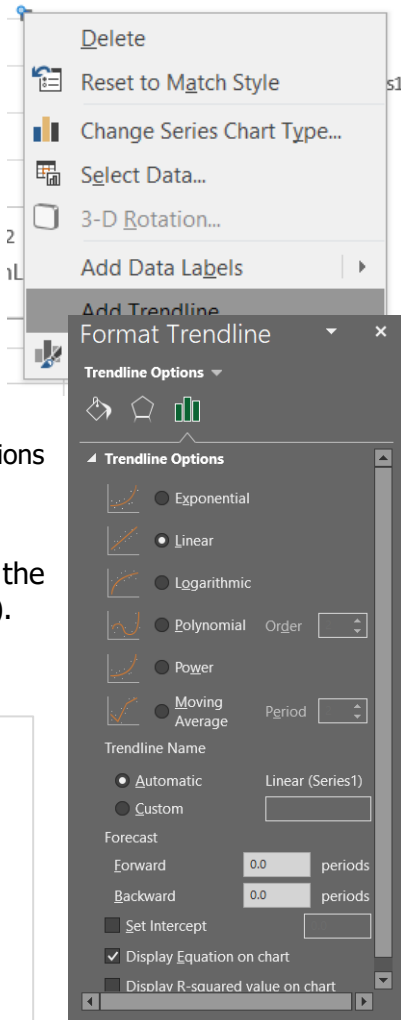 Delete
Reset to Match Style
s1
Change Series Chart Type...
Select Data...
3-D Rotation...
2
Add Data Labels
Add Trendline
Format Trendline
Trendline Options
Trendline Options
ions
Exponential
Linear
the
Logarithmic
).
Polynomial Order
Power
Moving
Average Period
Trendline Name
Automatic Linear (Series1)
Custom
Forecast
Forward 0.0 periods
Backward 0.0 periods
Set Intercept
Display Equation on chart
Display R-squared value on chart